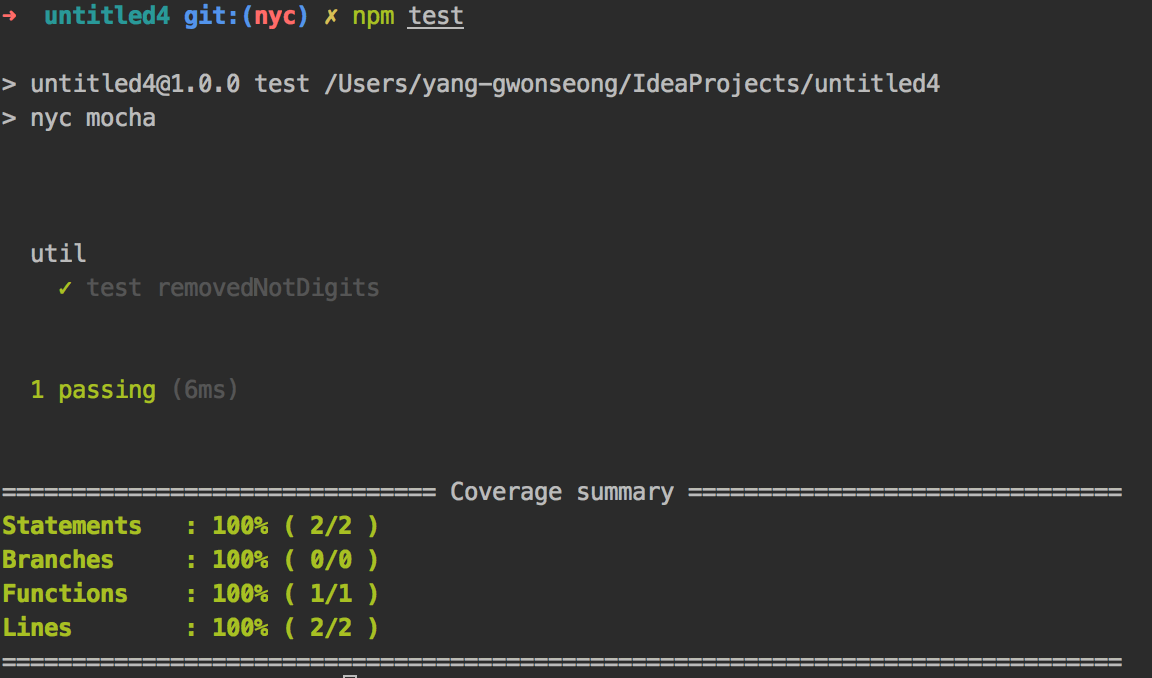 ➜  untitled4 git:(nyc) ✗ npm test
> untitled4@1.0.0 test /Users/yang-gwonseong/IdeaProjects/untitled4
> nyc mocha
util
✓ test removedNotDigits
1 passing (6ms)
=============================== Coverage summary ===============================
Statements   : 100% ( 2/2 )
Branches     : 100% ( 0/0 )
Functions    : 100% ( 1/1 )
Lines        : 100% ( 2/2 )
================================================================================